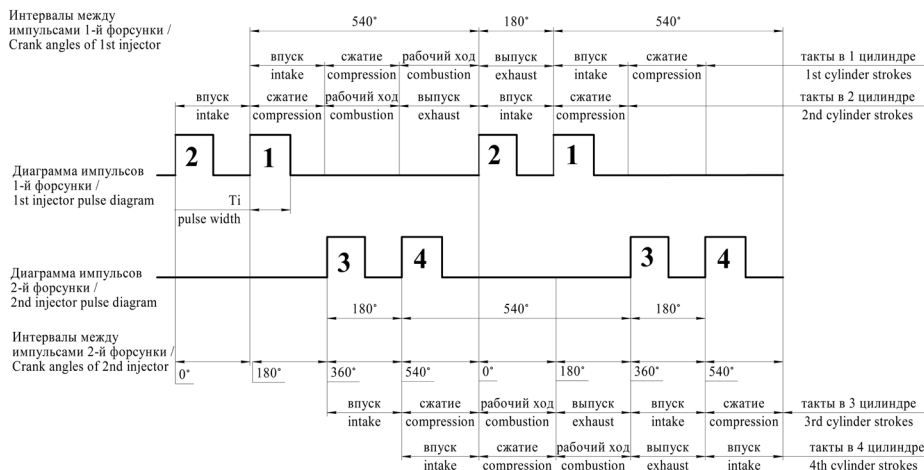 Интервалы между
импульсами 1-й форсунки /
Crank angles of 1st injector
540° 180° 540°
впуск сжатие рабочий ход выпуск впуск сжатие такты в 1 цилиндре
intake compression combustion exhaust intake compression 1st cylinder strokes
впуск сжатие рабочий ход выпуск впуск сжатие такты в 2 цилиндре
intake compression combustion exhaust intake compression 2nd cylinder strokes
2 1 2 1
Диаграмма импульсов
1-й форсунки /
1st injector pulse diagram
Ti
pulse width
3 4 3 4
Диаграмма импульсов
2-й форсунки /
2nd injector pulse diagram
180° 540° 180°
Интервалы между
импульсами 2-й форсунки /
Crank angles of 2nd injector
0° 180° 360° 540° 0° 180° 360° 540°
впуск сжатие рабочий ход выпуск впуск сжатие такты в 3 цилиндре
intake compression combustion exhaust intake compression 3rd cylinder strokes
впуск сжатие рабочий ход выпуск впуск такты в 4 цилиндре
intake compression combustion exhaust intake 4th cylinder strokes